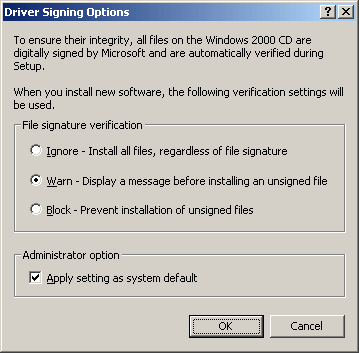 Driver Signing Options
To ensure their integrity, all files on the Windows 2000 CD are
digitally signed by Microsoft and are automatically verified during
Setup.
When you install new software, the following verification settings will
be used.
File signature verification
Ignore - Install all files, regardless of file signature
Warn - Display a message before installing an unsigned file
Block - Prevent installation of unsigned files
Administrator option
Apply setting as system default
OK
Cancel